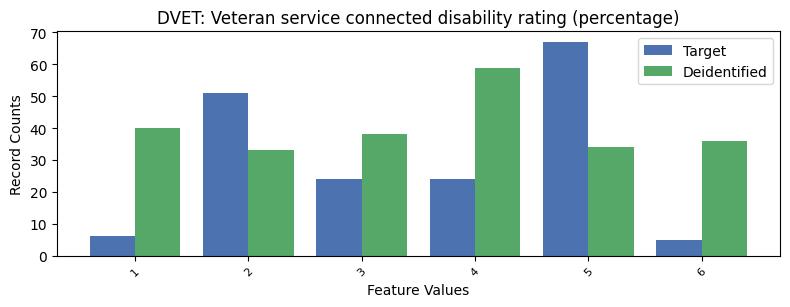 DVET: Veteran service connected disability rating (percentage)
70
60
50
40
30
20
10
0
Record Counts
Target
Deidentified
1 2 3 4 5 6
Feature Values